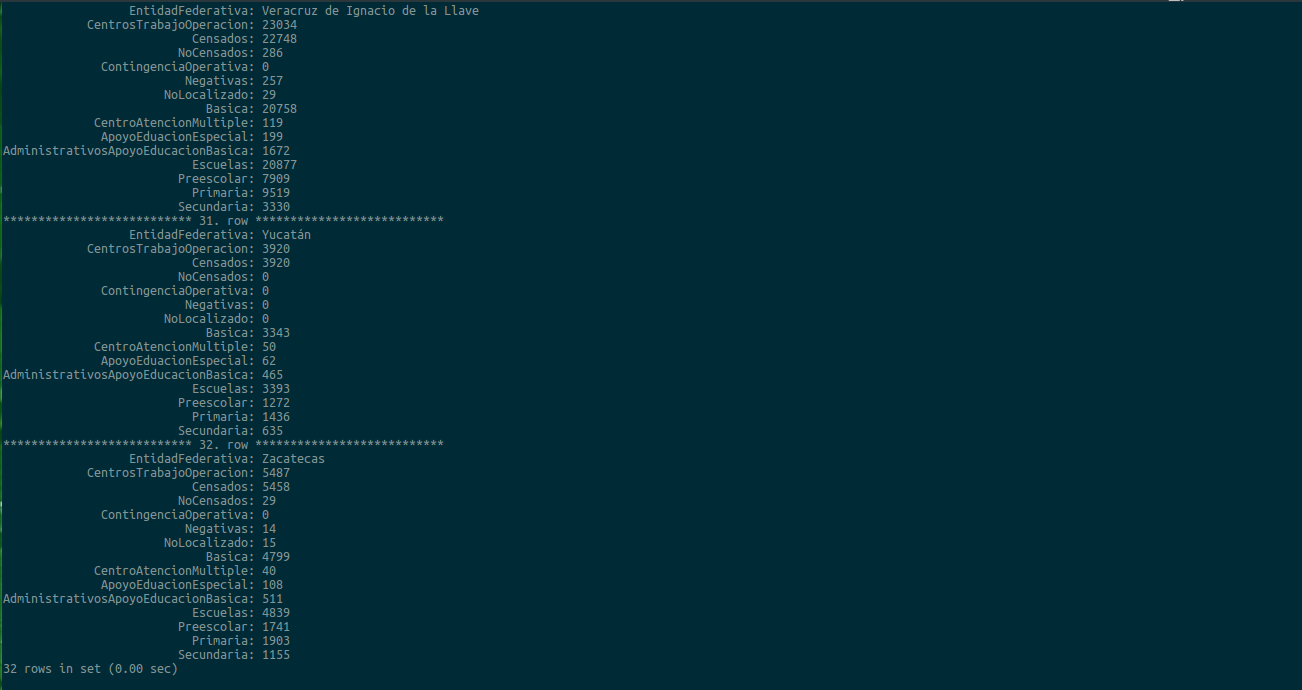 EntidadFederativa: Veracruz de Ignacio de la Llave
CentrosTrabajoOperacion: 23034
Censados: 22748
NoCensados: 286
ContingenciaOperativa: 0
Negativas: 257
NoLocalizado: 29
Basica: 20758
CentroAtencionMultiple: 119
ApoyoEduacionEspecial: 199
AdministrativosApoyoEducacionBasica: 1672
Escuelas: 20877
Preescolar: 7909
Primaria: 9519
Secundaria: 3330
*************************** 31. row ***************************
EntidadFederativa: Yucatán
CentrosTrabajoOperacion: 3920
Censados: 3920
NoCensados: 0
ContingenciaOperativa: 0
Negativas: 0
NoLocalizado: 0
Basica: 3343
CentroAtencionMultiple: 50
ApoyoEduacionEspecial: 62
AdministrativosApoyoEducacionBasica: 465
Escuelas: 3393
Preescolar: 1272
Primaria: 1436
Secundaria: 635
*************************** 32. row ***************************
EntidadFederativa: Zacatecas
CentrosTrabajoOperacion: 5487
Censados: 5458
NoCensados: 29
ContingenciaOperativa: 0
Negativas: 14
NoLocalizado: 15
Basica: 4799
CentroAtencionMultiple: 40
ApoyoEduacionEspecial: 108
AdministrativosApoyoEducacionBasica: 511
Escuelas: 4839
Preescolar: 1741
Primaria: 1903
Secundaria: 1155
32 rows in set (0.00 sec)